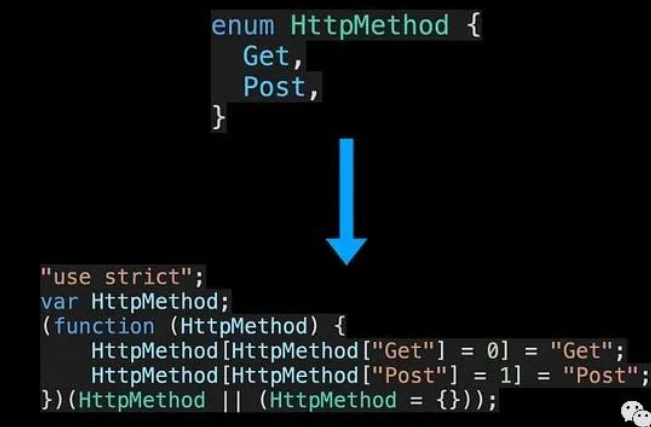 enum HttpMethod {
  Get,
  Post,
}
"use strict";
var HttpMethod;
(function (HttpMethod) {
    HttpMethod[HttpMethod["Get"] = 0] = "Get";
    HttpMethod[HttpMethod["Post"] = 1] = "Post";
})(HttpMethod || (HttpMethod = {}));